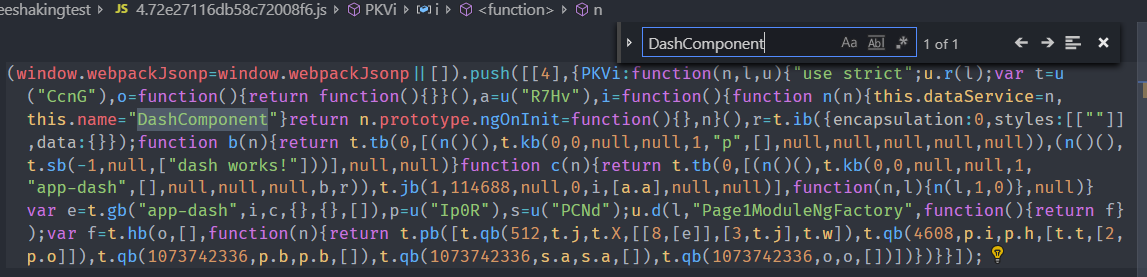 eeshakingtest > JS 4.72e27116db58c72008f6.js > PKVi > i > <function> > n
DashComponent Aa Abl .* 1 of 1
(window.webpackJsonp=window.webpackJsonp||[]).push([[4],{PKVi:function(n,l,u){"use strict";u.r(l);var t=u
("CcnG"),o=function(){return function(){}}(),a=u("R7Hv"),i=function(){function n(n){this.dataService=n,
this.name="DashComponent"}return n.prototype.ngOnInit=function(){},n}(),r=t.ib({encapsulation:0,styles:[[""]]
,data:{}});function b(n){return t.tb(0,[(n()(),t.kb(0,0,null,null,1,"p",[],null,null,null,null,null)),(n()(),
t.sb(-1,null,["dash works!"]))],null,null)}function c(n){return t.tb(0,[(n()(),t.kb(0,0,null,null,1,
"app-dash",[],null,null,null,b,r)),t.jb(1,114688,null,0,i,[a.a],null,null)],function(n,l){n(l,1,0)},null)}
var e=t.gb("app-dash",i,c,{},{},[]),p=u("Ip0R"),s=u("PCNd");u.d(l,"Page1ModuleNgFactory",function(){return f}
);var f=t.hb(o,[],function(n){return t.pb([t.qb(512,t.j,t.X,[[8,[e]],[3,t.j],t.w]),t.qb(4608,p.i,p.h,[t.t,[2,
p.o]]),t.qb(1073742336,p.b,p.b,[]),t.qb(1073742336,s.a,s.a,[]),t.qb(1073742336,o,o,[])])})}}]);